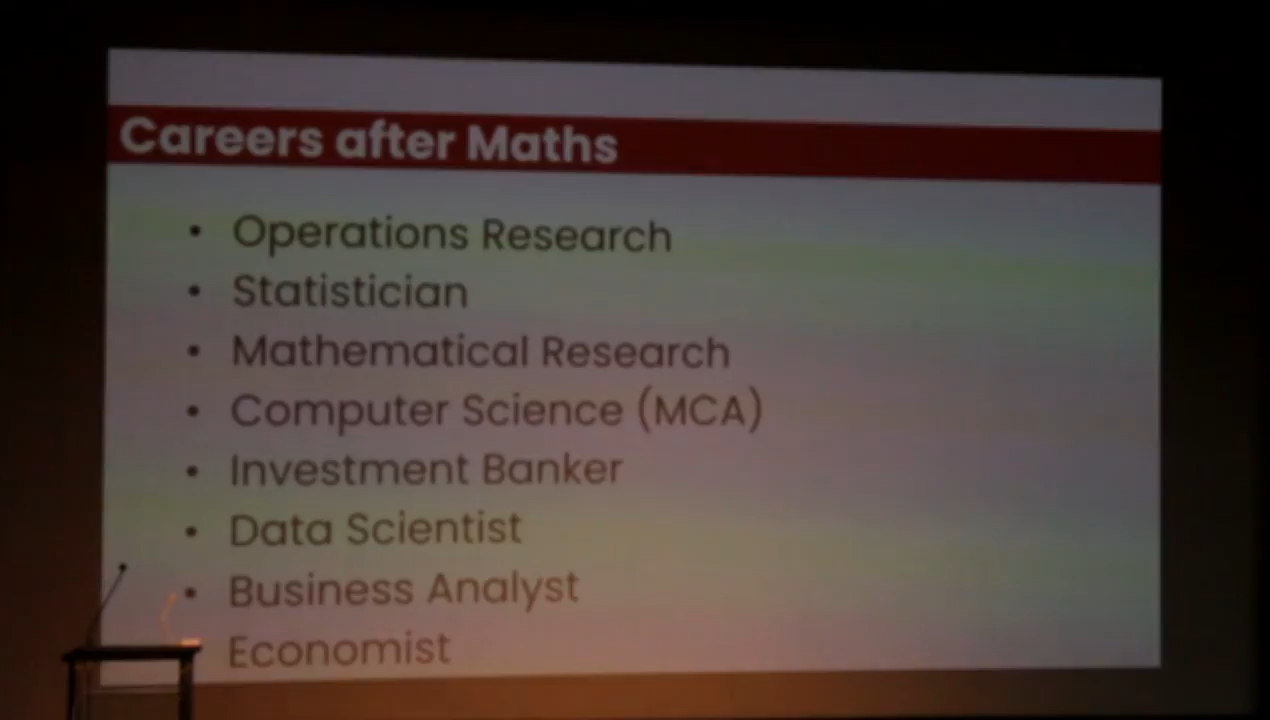 Careers after Maths
• Operations Research
• Statistician
• Mathematical Research
• Computer Science (MCA)
• Investment Banker
• Data Scientist
• Business Analyst
Economist